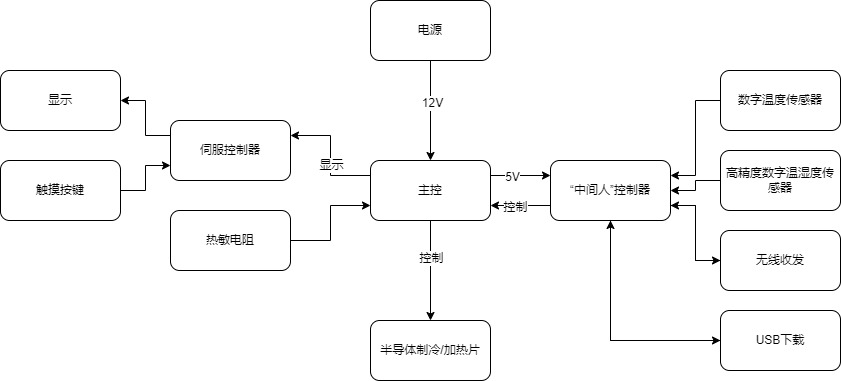 电源
12V
显示
数字温度传感器
伺服控制器
显示
触摸按键
主控
5V
控制
“中间人”控制器
高精度数字温湿度传
感器
热敏电阻
控制
无线收发
半导体制冷/加热片
USB下载